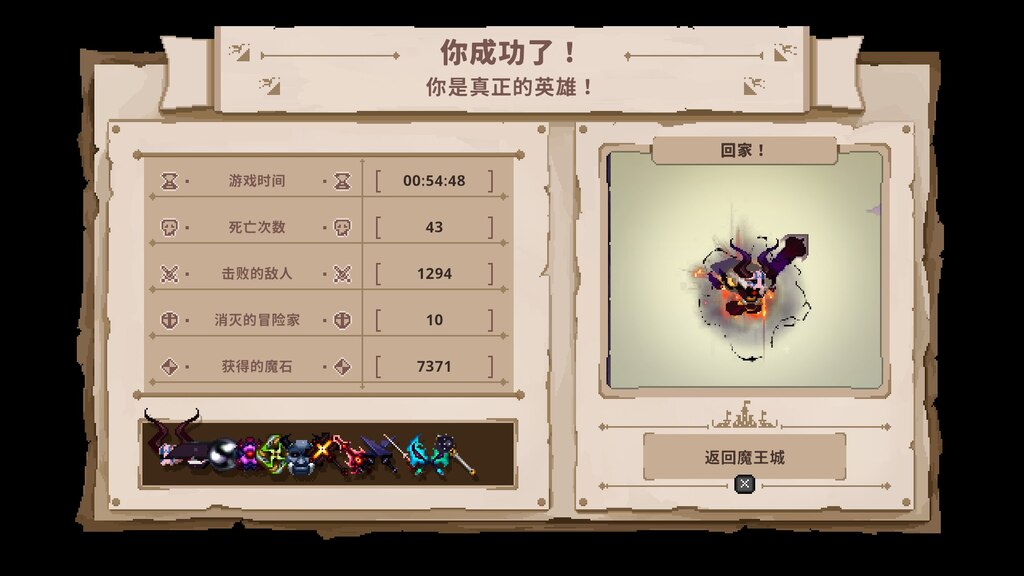 你成功了！
你是真正的英雄！
游戏时间 [ 00:54:48 ]
死亡次数 [ 43 ]
击败的敌人 [ 1294 ]
消灭的冒险家 [ 10 ]
获得的魔石 [ 7371 ]
回家！
返回魔王城
X